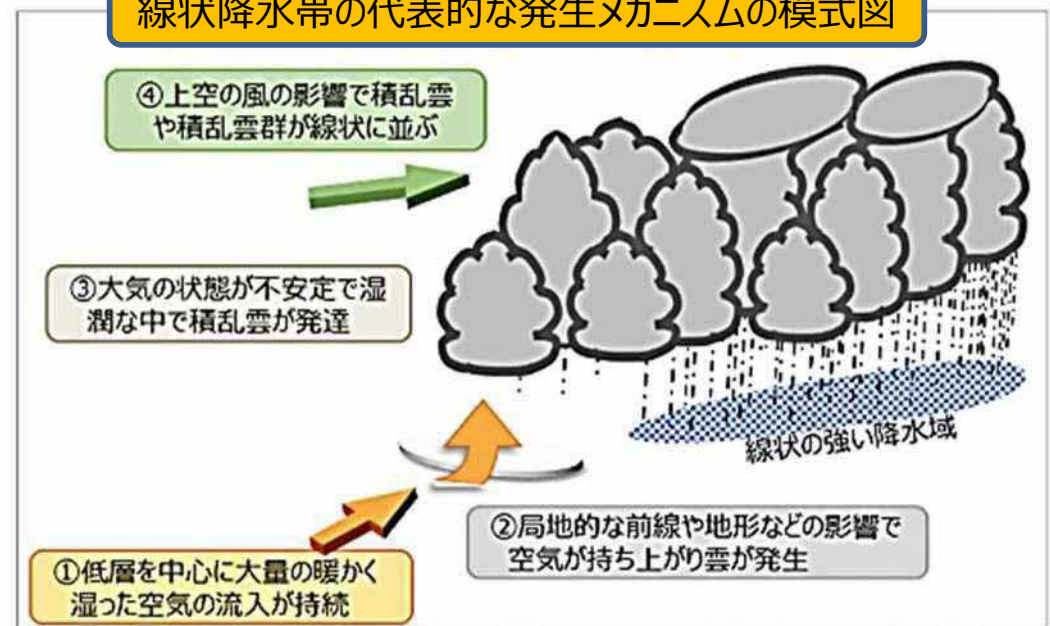 線状降水帯の代表的な発生メカニズムの模式図
④上空の風の影響で積乱雲
や積乱雲群が線状に並ぶ
③大気の状態が不安定で湿
潤な中で積乱雲が発達
線状の強い降水域
②局地的な前線や地形などの影響で
空気が持ち上がり雲が発生
①低層を中心に大量の暖かく
湿った空気の流入が持続